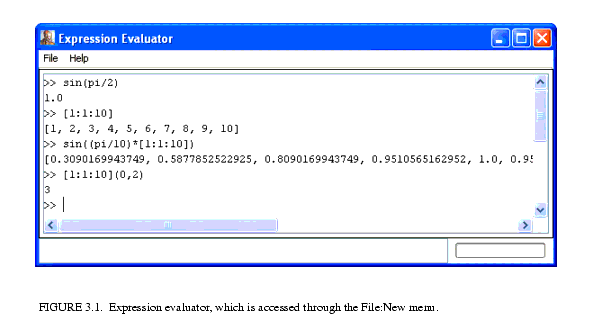 Expression Evaluator
File Help
>> sin(pi/2)
1.0
>> [1:1:10]
[1, 2, 3, 4, 5, 6, 7, 8, 9, 10]
>> sin((pi/10)*[1:1:10])
[0.3090169943749, 0.5877852522925, 0.8090169943749, 0.9510565162952, 1.0, 0.95
>> [1:1:10](0,2)
3
>>
FIGURE 3.1. Expression evaluator, which is accessed through the File:New menu.